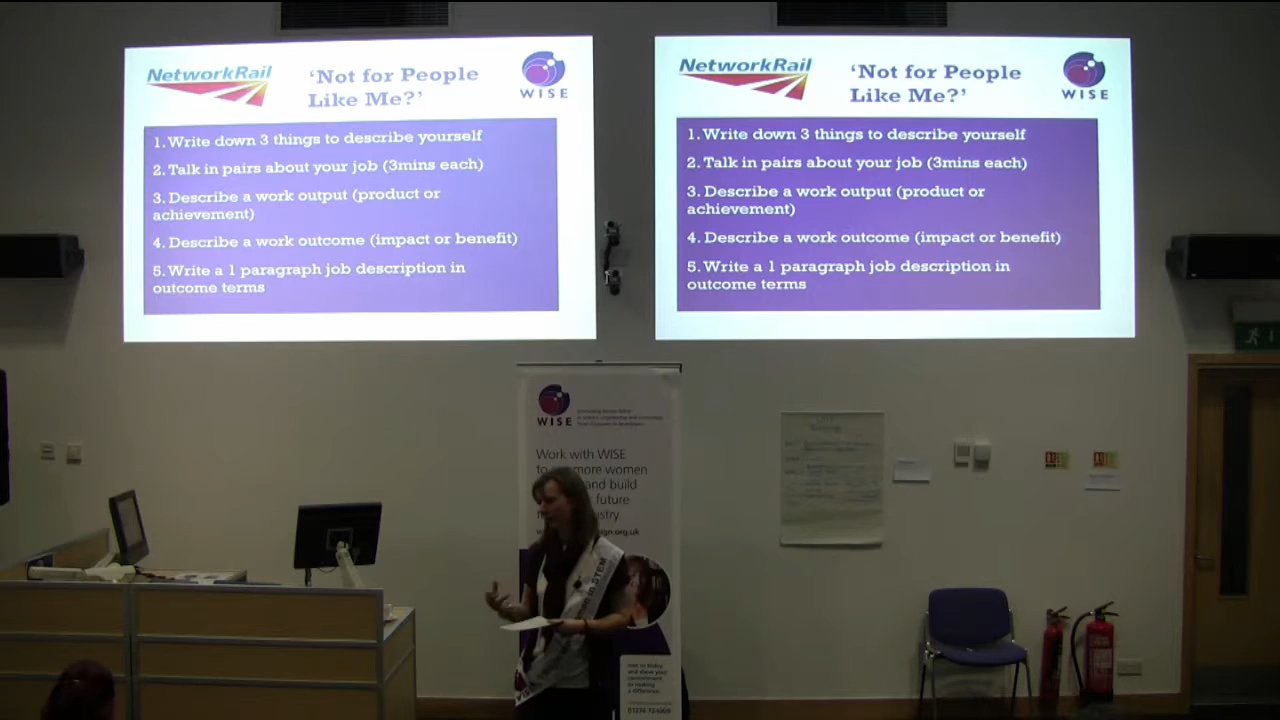 NetworkRail
'Not for People
Like Me?'
WISE
1. Write down 3 things to describe yourself
2. Talk in pairs about your job (3mins each)
3. Describe a work output (product or
achievement)
4. Describe a work outcome (impact or benefit)
5. Write a 1 paragraph job description in
outcome terms
NetworkRail
'Not for People
Like Me?'
WISE
1. Write down 3 things to describe yourself
2. Talk in pairs about your job (3mins each)
3. Describe a work output (product or
achievement)
4. Describe a work outcome (impact or benefit)
5. Write a 1 paragraph job description in
outcome terms
WISE
Work with WISE
to more women
and build
future
in STEM